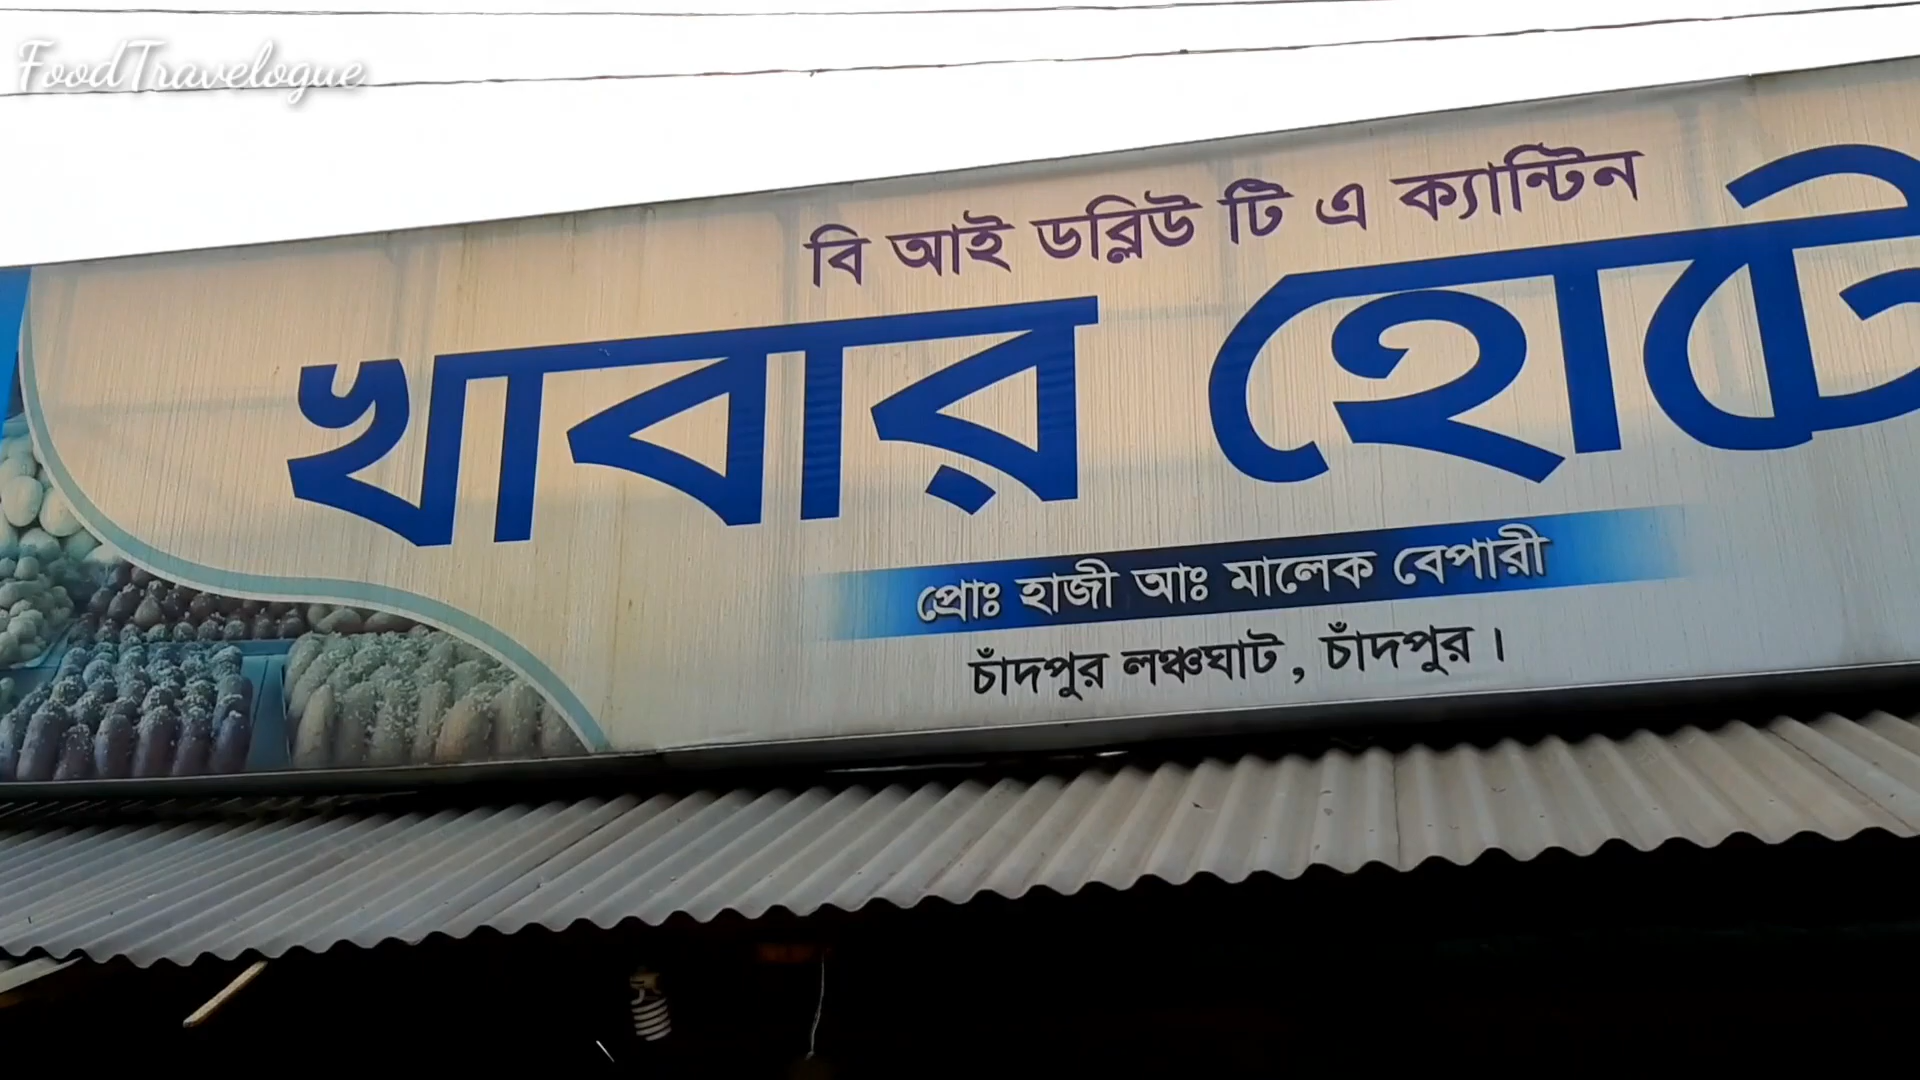 FoodTravelogue
বি আই ডব্লিউ টি এ ক্যান্টিন
খাবার হোটে
প্রোঃ হাজী আঃ মালেক বেপারী
চাঁদপুর লঞ্চঘাট, চাঁদপুর।